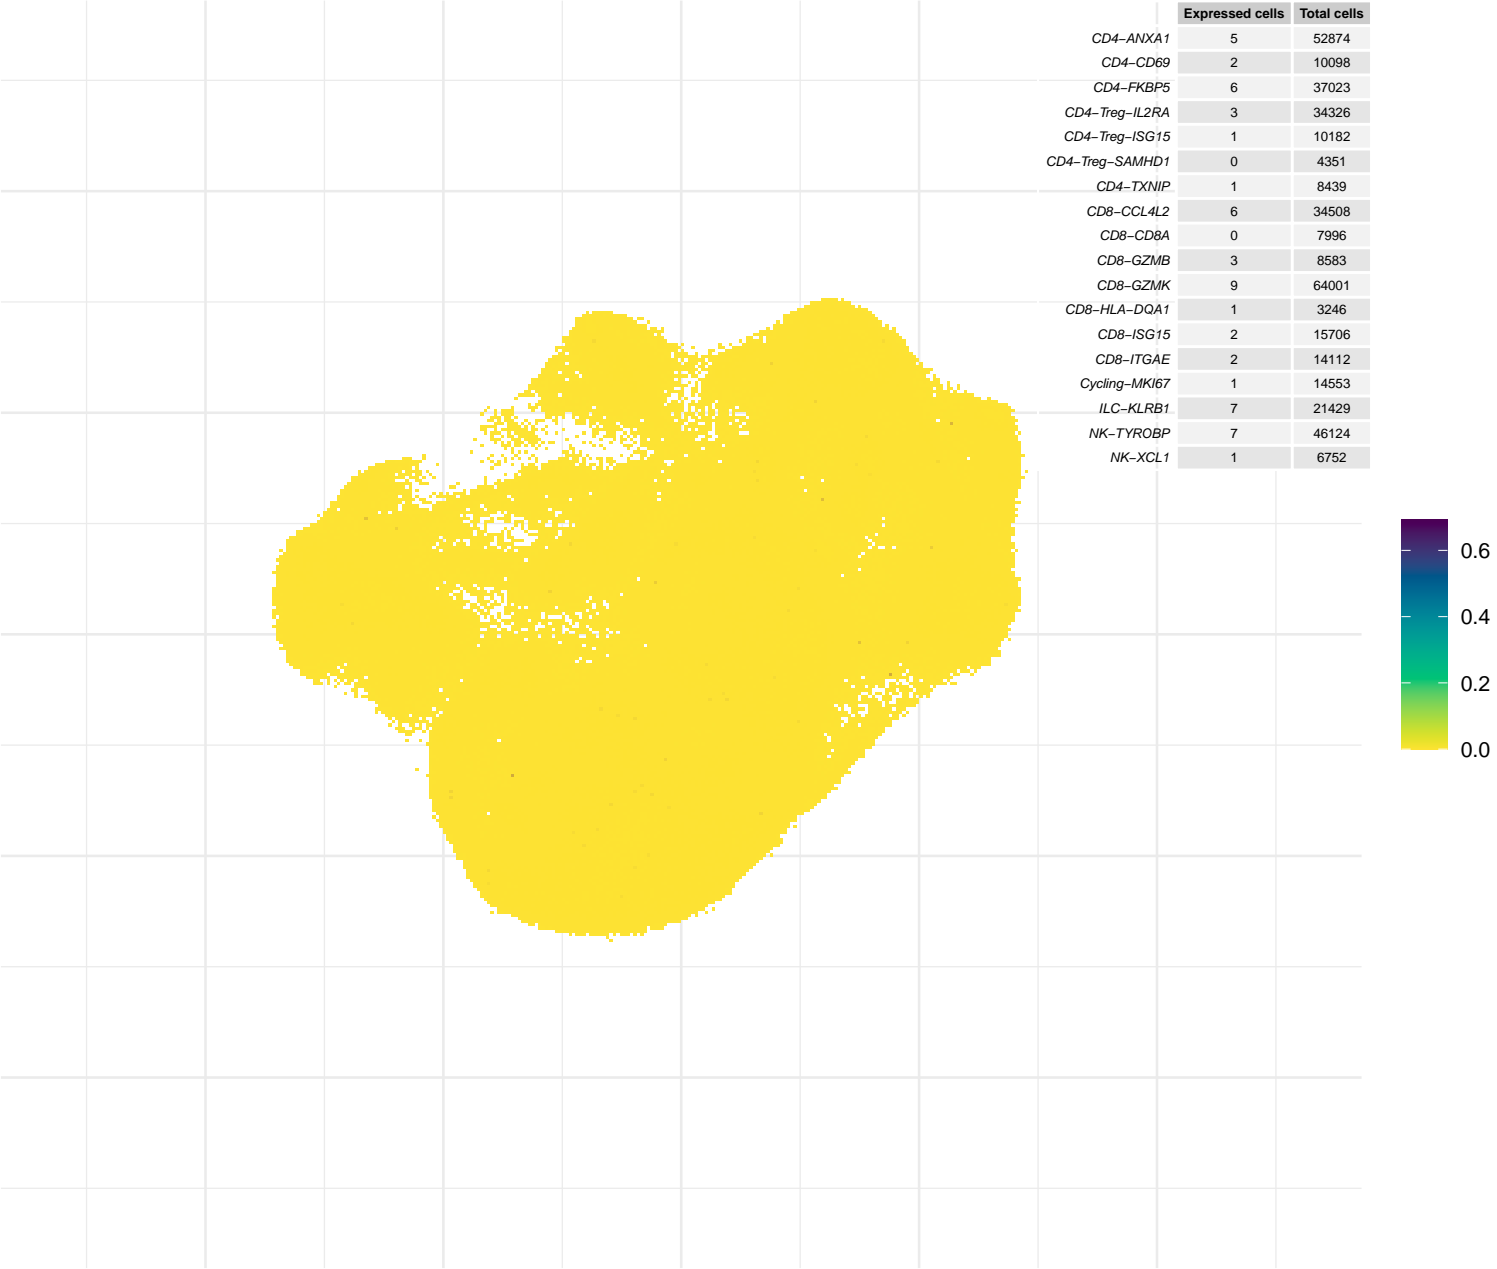 Expressed cells Total cells
CD4−ANXA1 5 52874
CD4−CD69 2 10098
CD4−FKBP5 6 37023
CD4−Treg−IL2RA 3 34326
CD4−Treg−ISG15 1 10182
CD4−Treg−SAMHD1 0 4351
CD4−TXNIP 1 8439
CD8−CCL4L2 6 34508
CD8−CD8A 0 7996
CD8−GZMB 3 8583
CD8−GZMK 9 64001
CD8−HLA−DQA1 1 3246
CD8−ISG15 2 15706
CD8−ITGAE 2 14112
Cycling−MKI67 1 14553
ILC−KLRB1 7 21429
NK−TYROBP 7 46124
NK−XCL1 1 6752
0.6
0.4
0.2
0.0